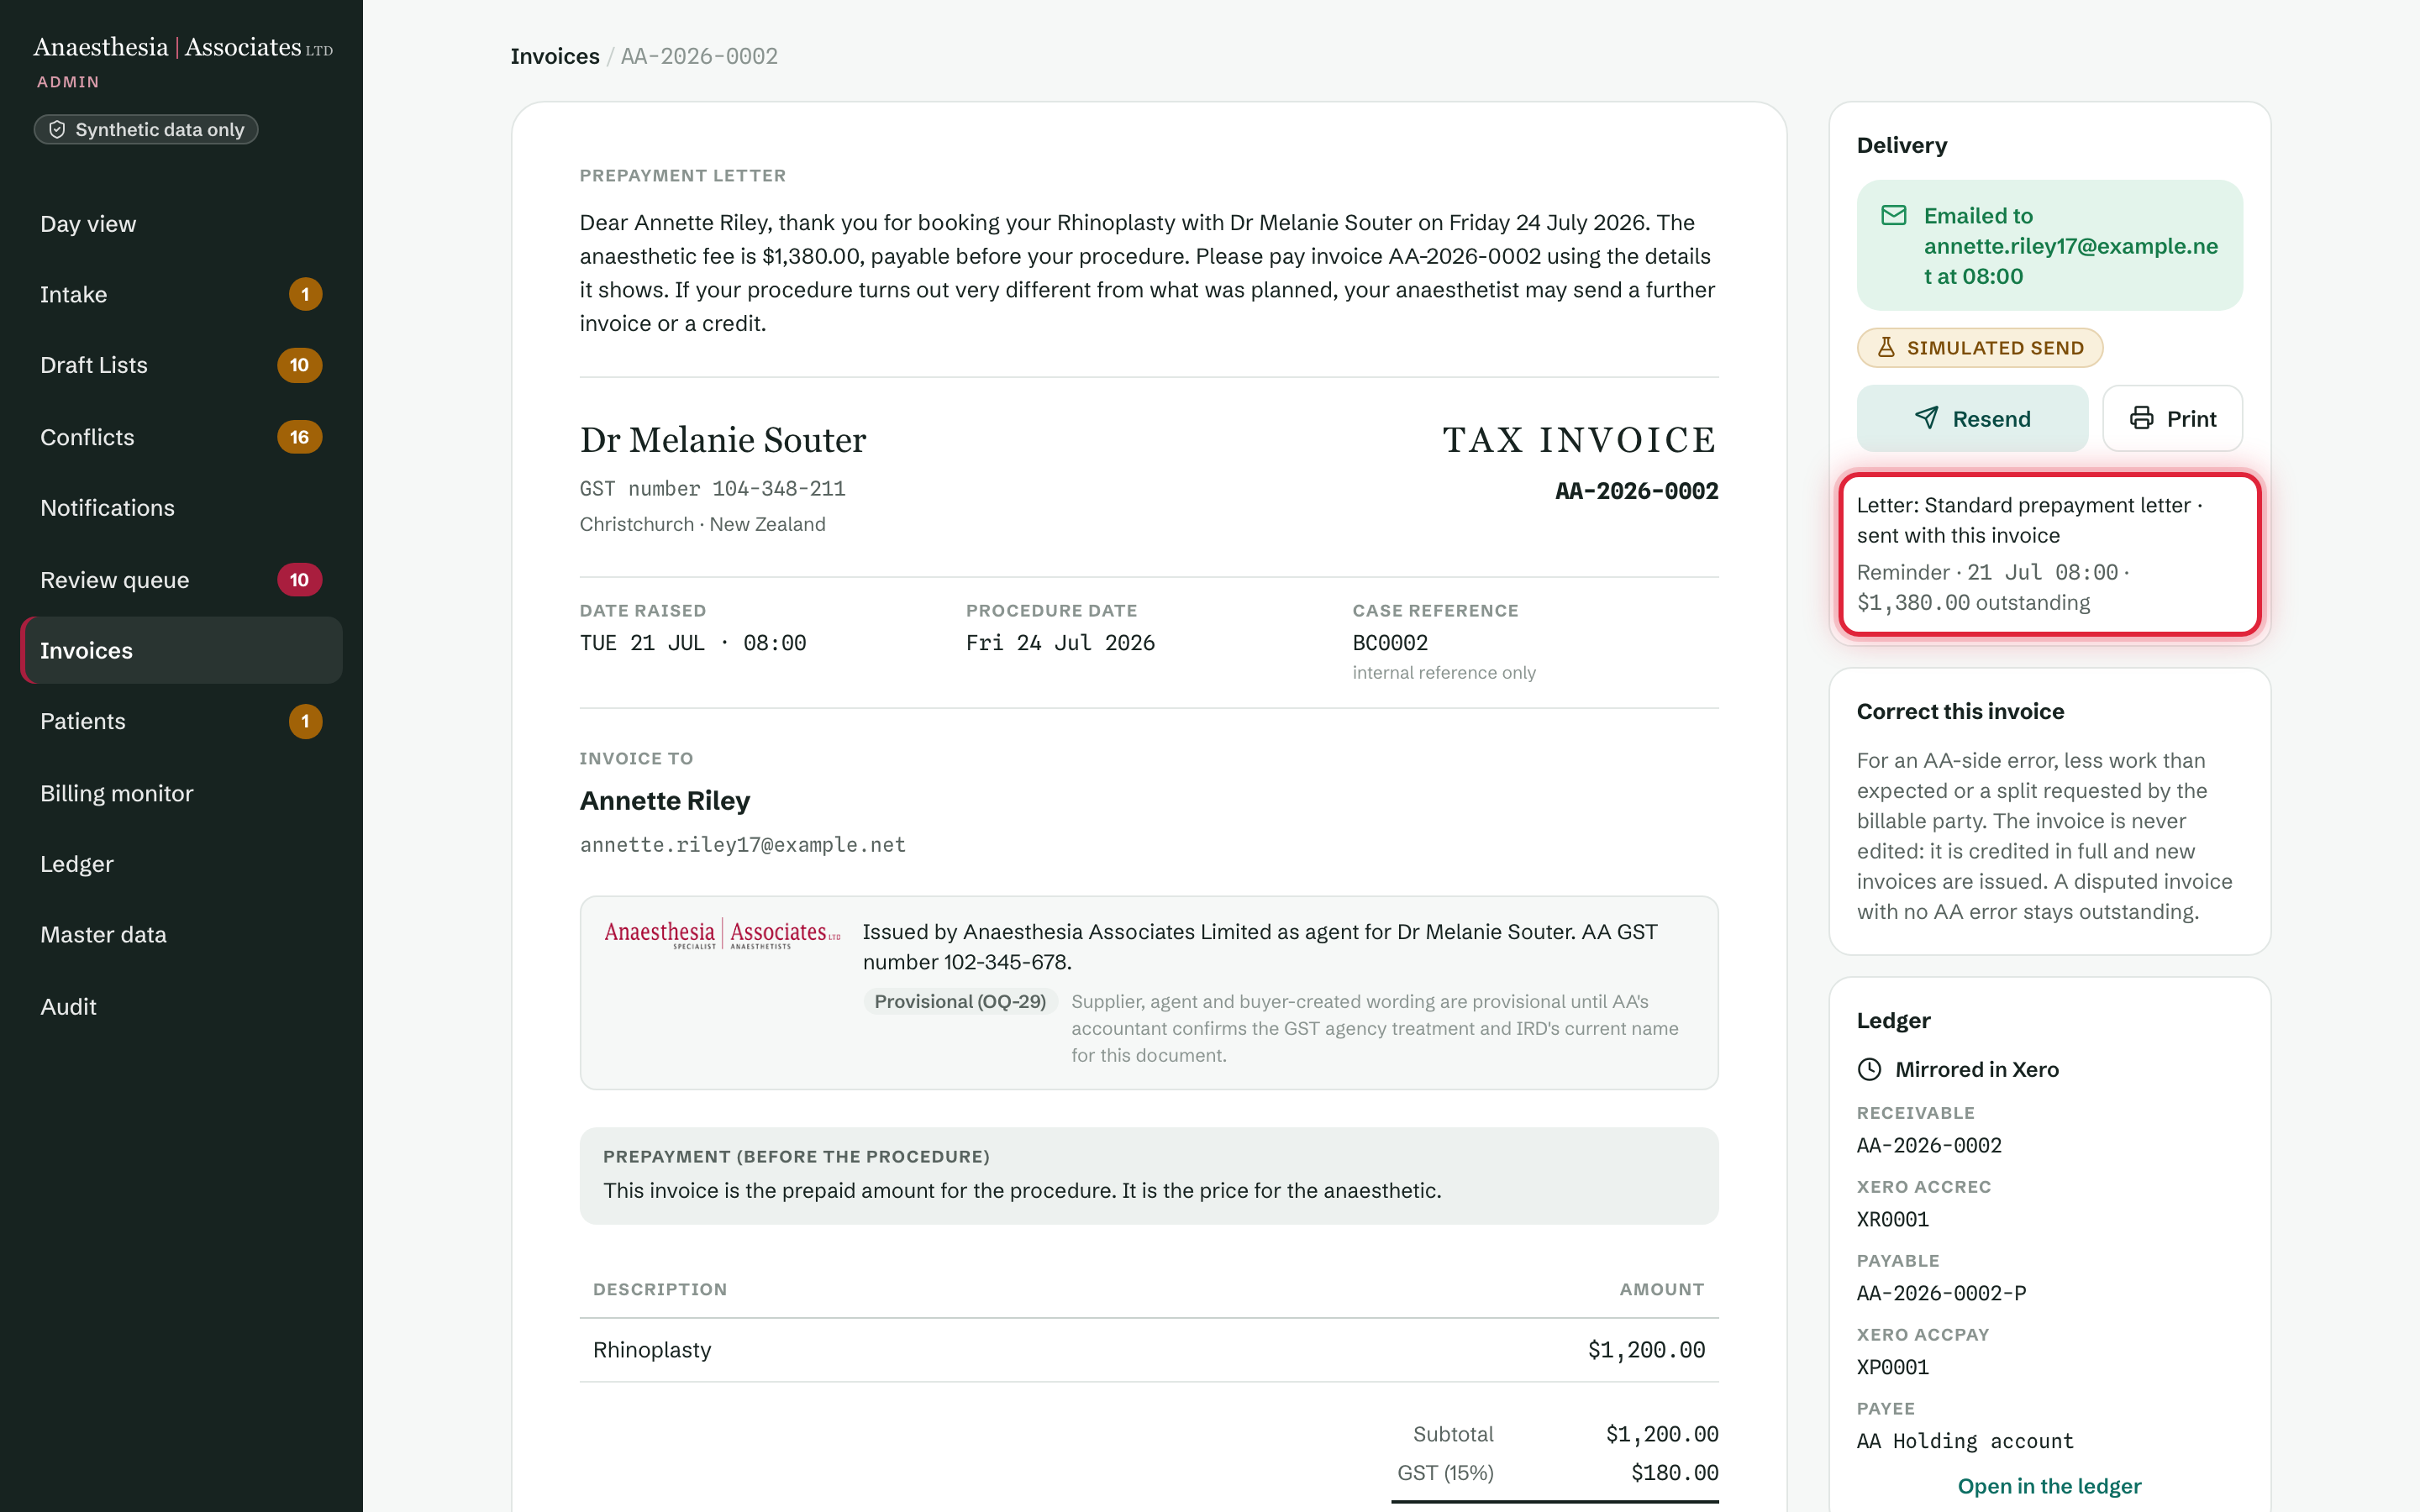 Anaesthesia | Associates LTD
ADMIN
Synthetic data only
Day view
Intake 1
Draft Lists 10
Conflicts 16
Notifications
Review queue 10
Invoices
Patients 1
Billing monitor
Ledger
Master data
Audit
Invoices / AA-2026-0002
PREPAYMENT LETTER
Dear Annette Riley, thank you for booking your Rhinoplasty with Dr Melanie Souter on Friday 24 July 2026. The
anaesthetic fee is $1,380.00, payable before your procedure. Please pay invoice AA-2026-0002 using the details
it shows. If your procedure turns out very different from what was planned, your anaesthetist may send a further
invoice or a credit.
Dr Melanie Souter
TAX INVOICE
GST number 104-348-211
AA-2026-0002
Christchurch · New Zealand
DATE RAISED
TUE 21 JUL · 08:00
PROCEDURE DATE
Fri 24 Jul 2026
CASE REFERENCE
BC0002
internal reference only
INVOICE TO
Annette Riley
annette.riley17@example.net
Anaesthesia | Associates LTD
SPECIALIST ANAESTHETISTS
Issued by Anaesthesia Associates Limited as agent for Dr Melanie Souter. AA GST
number 102-345-678.
Provisional (OQ-29)
Supplier, agent and buyer-created wording are provisional until AA's
accountant confirms the GST agency treatment and IRD's current name
for this document.
PREPAYMENT (BEFORE THE PROCEDURE)
This invoice is the prepaid amount for the procedure. It is the price for the anaesthetic.
DESCRIPTION AMOUNT
Rhinoplasty $1,200.00
Subtotal $1,200.00
GST (15%) $180.00
Delivery
Emailed to
annette.riley17@example.ne
t at 08:00
SIMULATED SEND
Resend
Print
Letter: Standard prepayment letter ·
sent with this invoice
Reminder · 21 Jul 08:00 ·
$1,380.00 outstanding
Correct this invoice
For an AA-side error, less work than
expected or a split requested by the
billable party. The invoice is never
edited: it is credited in full and new
invoices are issued. A disputed invoice
with no AA error stays outstanding.
Ledger
Mirrored in Xero
RECEIVABLE
AA-2026-0002
XERO ACCREC
XR0001
PAYABLE
AA-2026-0002-P
XERO ACCPAY
XP0001
PAYEE
AA Holding account
Open in the ledger